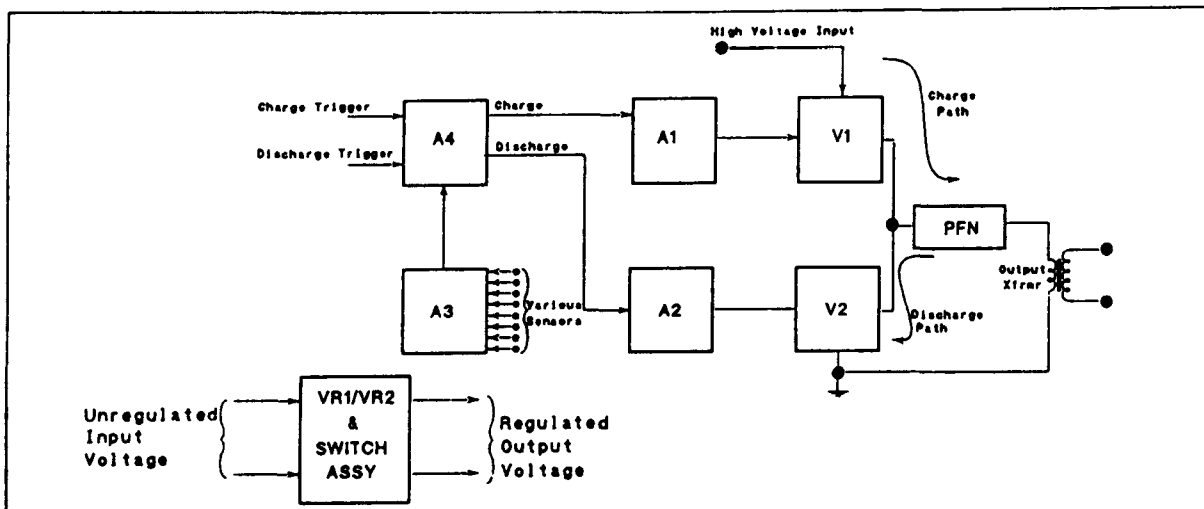 High Voltage Input
Charge Trigger
Charge
Discharge Trigger
Discharge
A4
A1
V1
Charge
Path
PFN
A3
Various
Sensors
A2
V2
Discharge
Path
Output
Xfrmr
Unregulated
Input
Voltage
VR1/VR2
&
SWITCH
ASSY
Regulated
Output
Voltage